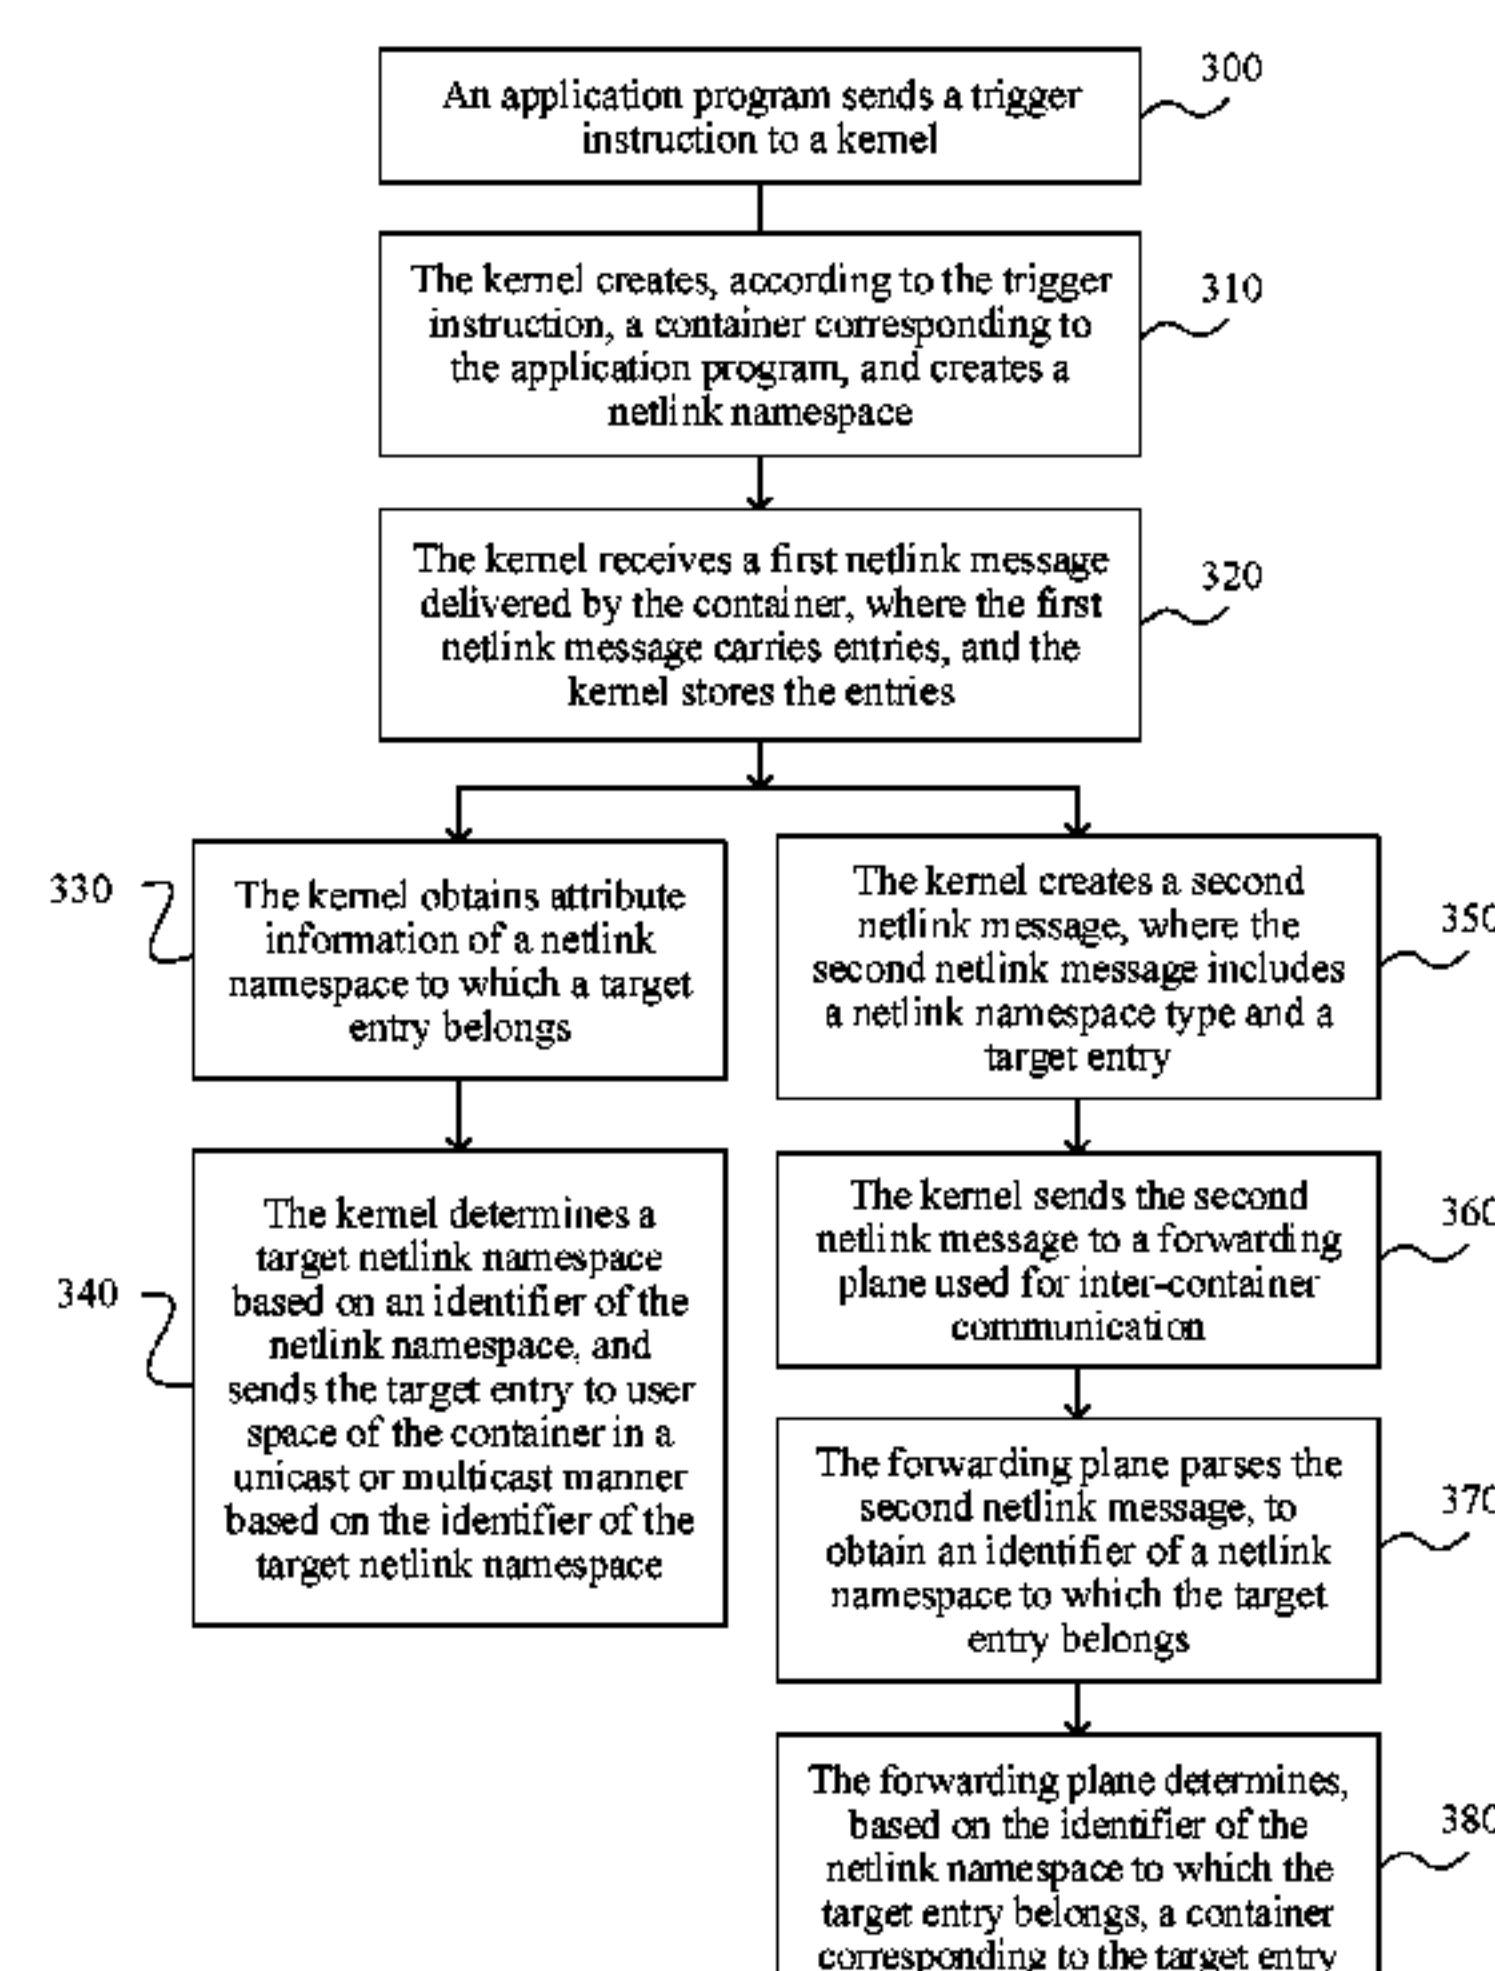 An application program sends a trigger
instruction to a kernel
300
The kernel creates, according to the trigger
instruction, a container corresponding to
the application program, and creates a
netlink namespace
310
The kernel receives a first netlink message
delivered by the container, where the first
netlink message carries entries, and the
kernel stores the entries
320
330
The kernel obtains attribute
information of a netlink
namespace to which a target
entry belongs
340
The kernel determines a
target netlink namespace
based on an identifier of the
netlink namespace, and
sends the target entry to user
space of the container in a
unicast or multicast manner
based on the identifier of the
target netlink namespace
The kernel creates a second
netlink message, where the
second netlink message includes
a netlink namespace type and a
target entry
350
The kernel sends the second
netlink message to a forwarding
plane used for inter-container
communication
360
The forwarding plane parses the
second netlink message, to
obtain an identifier of a netlink
namespace to which the target
entry belongs
370
The forwarding plane determines,
based on the identifier of the
netlink namespace to which the
target entry belongs, a container
corresponding to the target entry
380